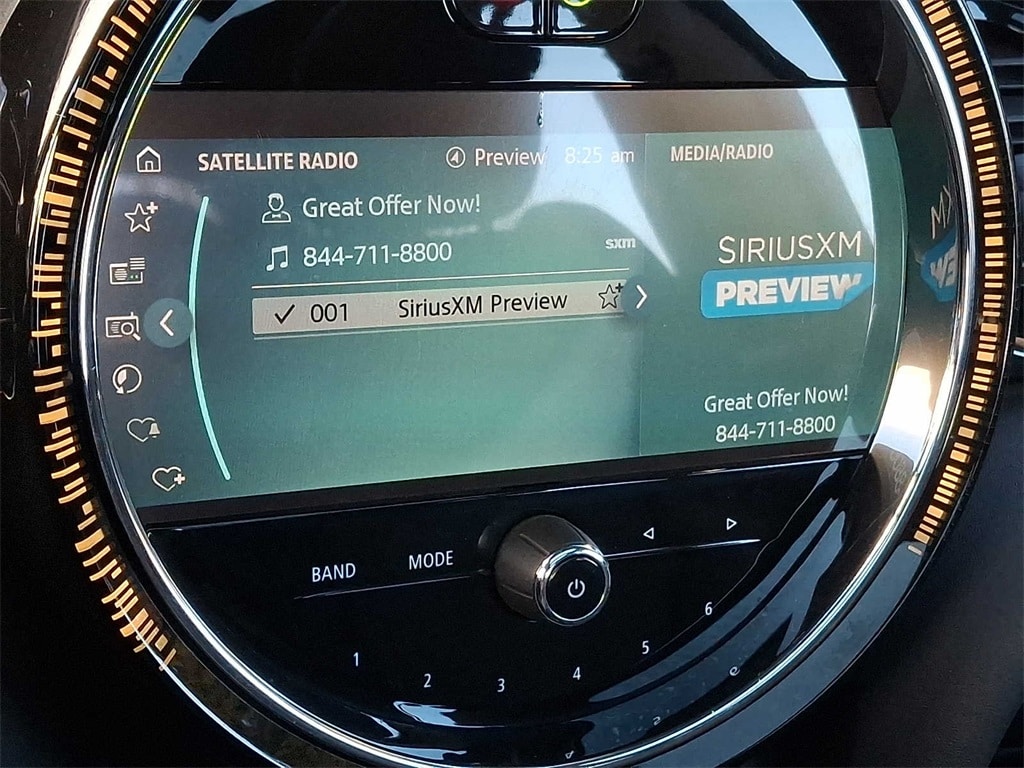 SATELLITE RADIO
Preview 8:25 am
MEDIA/RADIO
Great Offer Now!
844-711-8800
sxm
001 SiriusXM Preview
SIRIUSXM
PREVIEW
Great Offer Now!
844-711-8800
MY
BAND
MODE
1
2
3
4
5
6